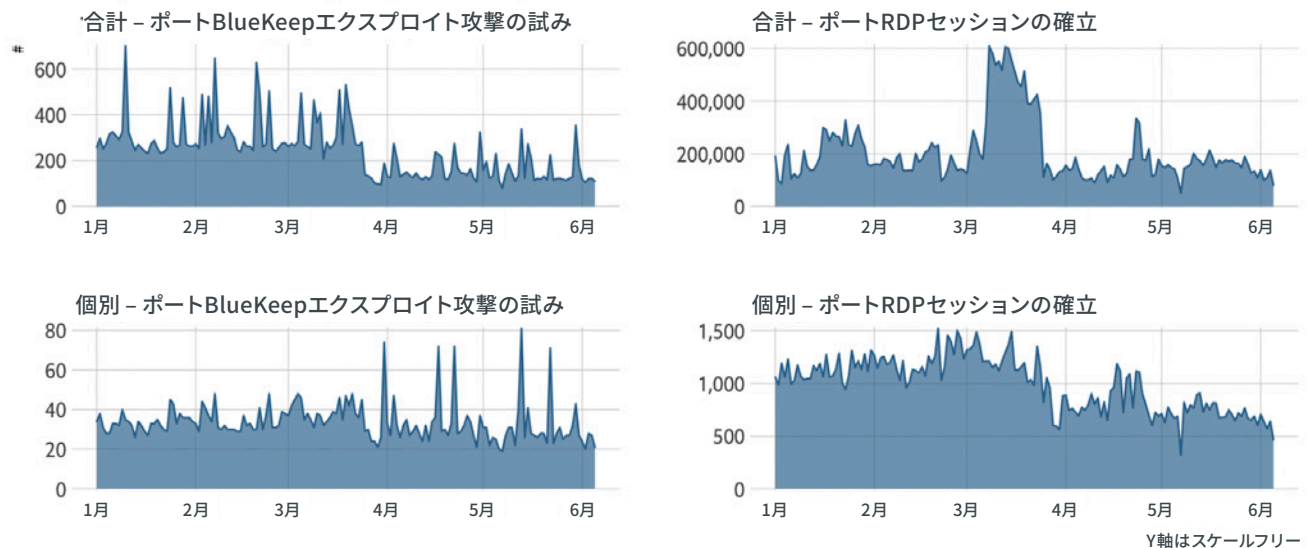 合計 – ポートBlueKeepエクスプロイト攻撃の試み
#
600
400
200
0
1月 2月 3月 4月 5月 6月
合計 – ポートRDPセッションの確立
600,000
400,000
200,000
0
1月 2月 3月 4月 5月 6月
個別 – ポートBlueKeepエクスプロイト攻撃の試み
80
60
40
20
0
1月 2月 3月 4月 5月 6月
個別 – ポートRDPセッションの確立
1,500
1,000
500
0
1月 2月 3月 4月 5月 6月
Y軸はスケールフリー